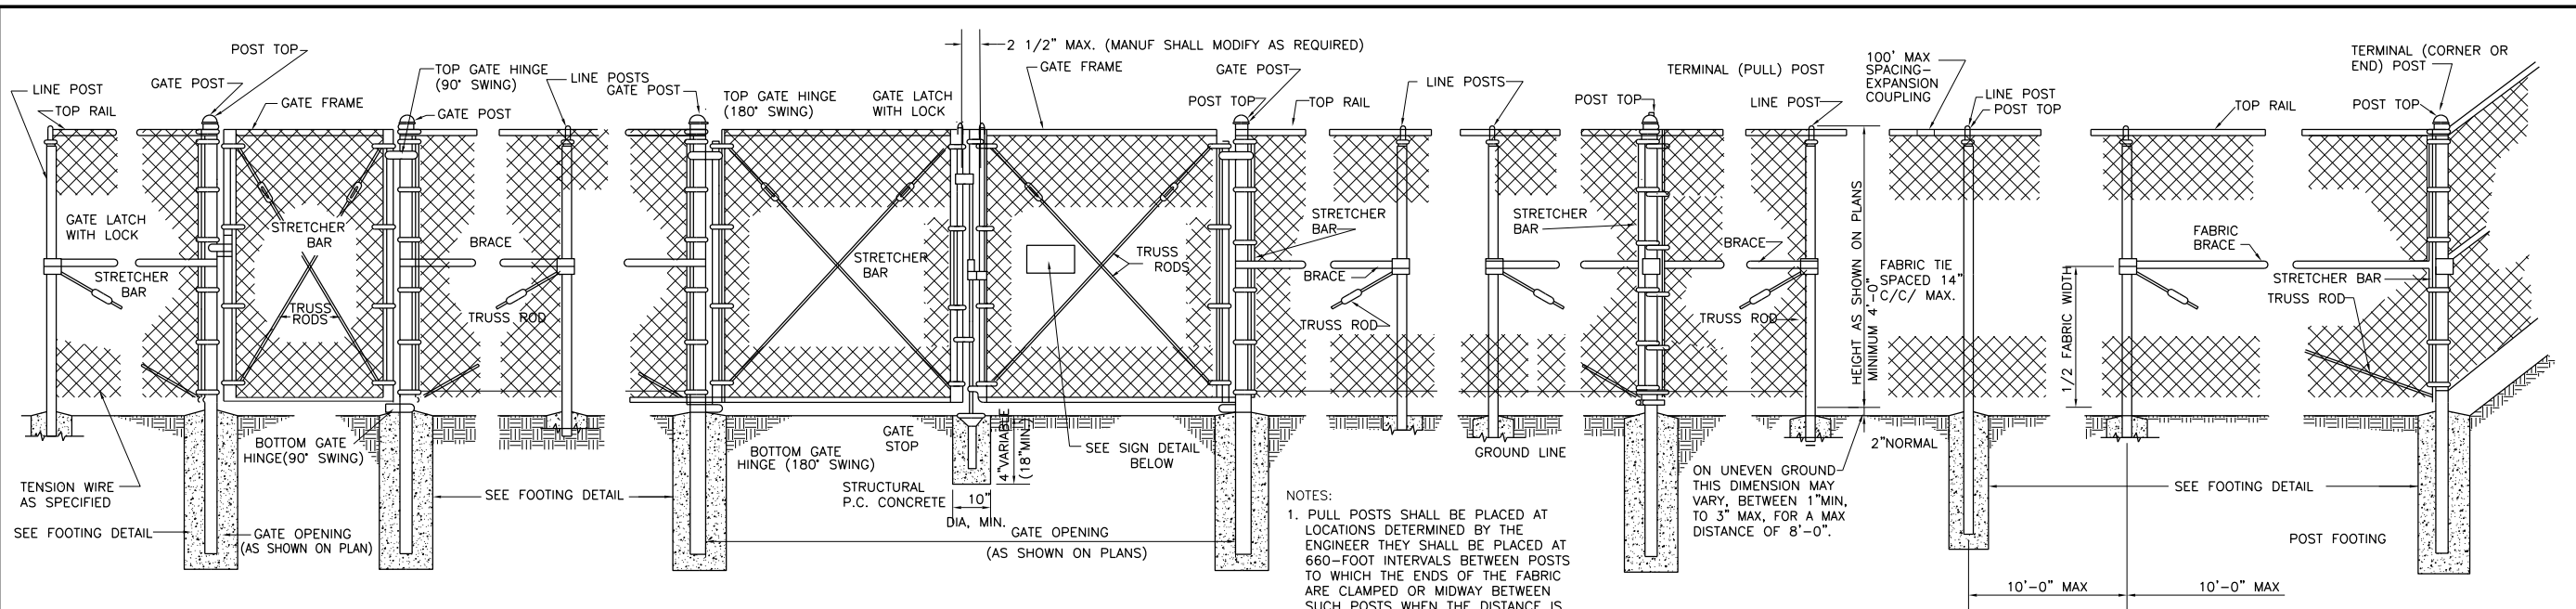 POST TOP
GATE POST
LINE POST
TOP RAIL
GATE FRAME
TOP GATE HINGE
(90° SWING)
GATE POST
LINE POSTS
GATE POST
TOP GATE HINGE
(180° SWING)
GATE LATCH
WITH LOCK
2 1/2" MAX. (MANUF SHALL MODIFY AS REQUIRED)
GATE FRAME
GATE POST
POST TOP
TOP RAIL
LINE POSTS
TERMINAL (PULL) POST
POST TOP
LINE POST
100' MAX
SPACING-
EXPANSION
COUPLING
LINE POST
POST TOP
TOP RAIL
TERMINAL (CORNER OR
END) POST
POST TOP
GATE LATCH
WITH LOCK
STRETCHER
BAR
STRETCHER
BAR
TRUSS
RODS
BRACE
TRUSS ROD
STRETCHER
BAR
TRUSS
RODS
STRETCHER
BAR
BRACE
TRUSS ROD
STRETCHER
BAR
BRACE
TRUSS ROD
HEIGHT AS SHOWN ON PLANS
MINIMUM 4'-0"
FABRIC TIE
SPACED 14"
C/C/ MAX.
1/2 FABRIC WIDTH
FABRIC
BRACE
STRETCHER BAR
TRUSS ROD
TENSION WIRE
AS SPECIFIED
SEE FOOTING DETAIL
BOTTOM GATE
HINGE(90° SWING)
GATE OPENING
(AS SHOWN ON PLAN)
SEE FOOTING DETAIL
BOTTOM GATE
HINGE (180° SWING)
GATE
STOP
STRUCTURAL
P.C. CONCRETE
4"VARIABLE
(18"MIN.)
10"
DIA, MIN.
SEE SIGN DETAIL
BELOW
GATE OPENING
(AS SHOWN ON PLANS)
GROUND LINE
NOTES:
1. PULL POSTS SHALL BE PLACED AT
LOCATIONS DETERMINED BY THE
ENGINEER THEY SHALL BE PLACED AT
660-FOOT INTERVALS BETWEEN POSTS
TO WHICH THE ENDS OF THE FABRIC
ARE CLAMPED OR MIDWAY BETWEEN
SUCH POSTS WHEN THE DISTANCE IS
2"NORMAL
ON UNEVEN GROUND
THIS DIMENSION MAY
VARY, BETWEEN 1"MIN,
TO 3" MAX, FOR A MAX
DISTANCE OF 8'-0".
SEE FOOTING DETAIL
POST FOOTING
10'-0" MAX
10'-0" MAX